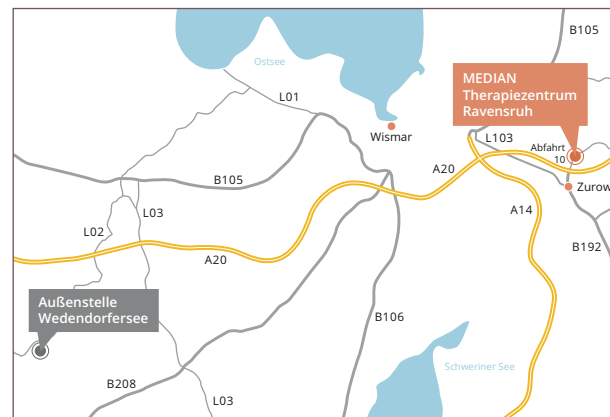 B105
Ostsee
MEDIAN
Therapiezentrum
Ravensruh
L01
Wismar
L103
Abfahrt
10
A20
B105
Zurow
L03
A14
L02
B192
A20
Außenstelle
Wedendorfersee
B106
Schweriner See
B208
L03